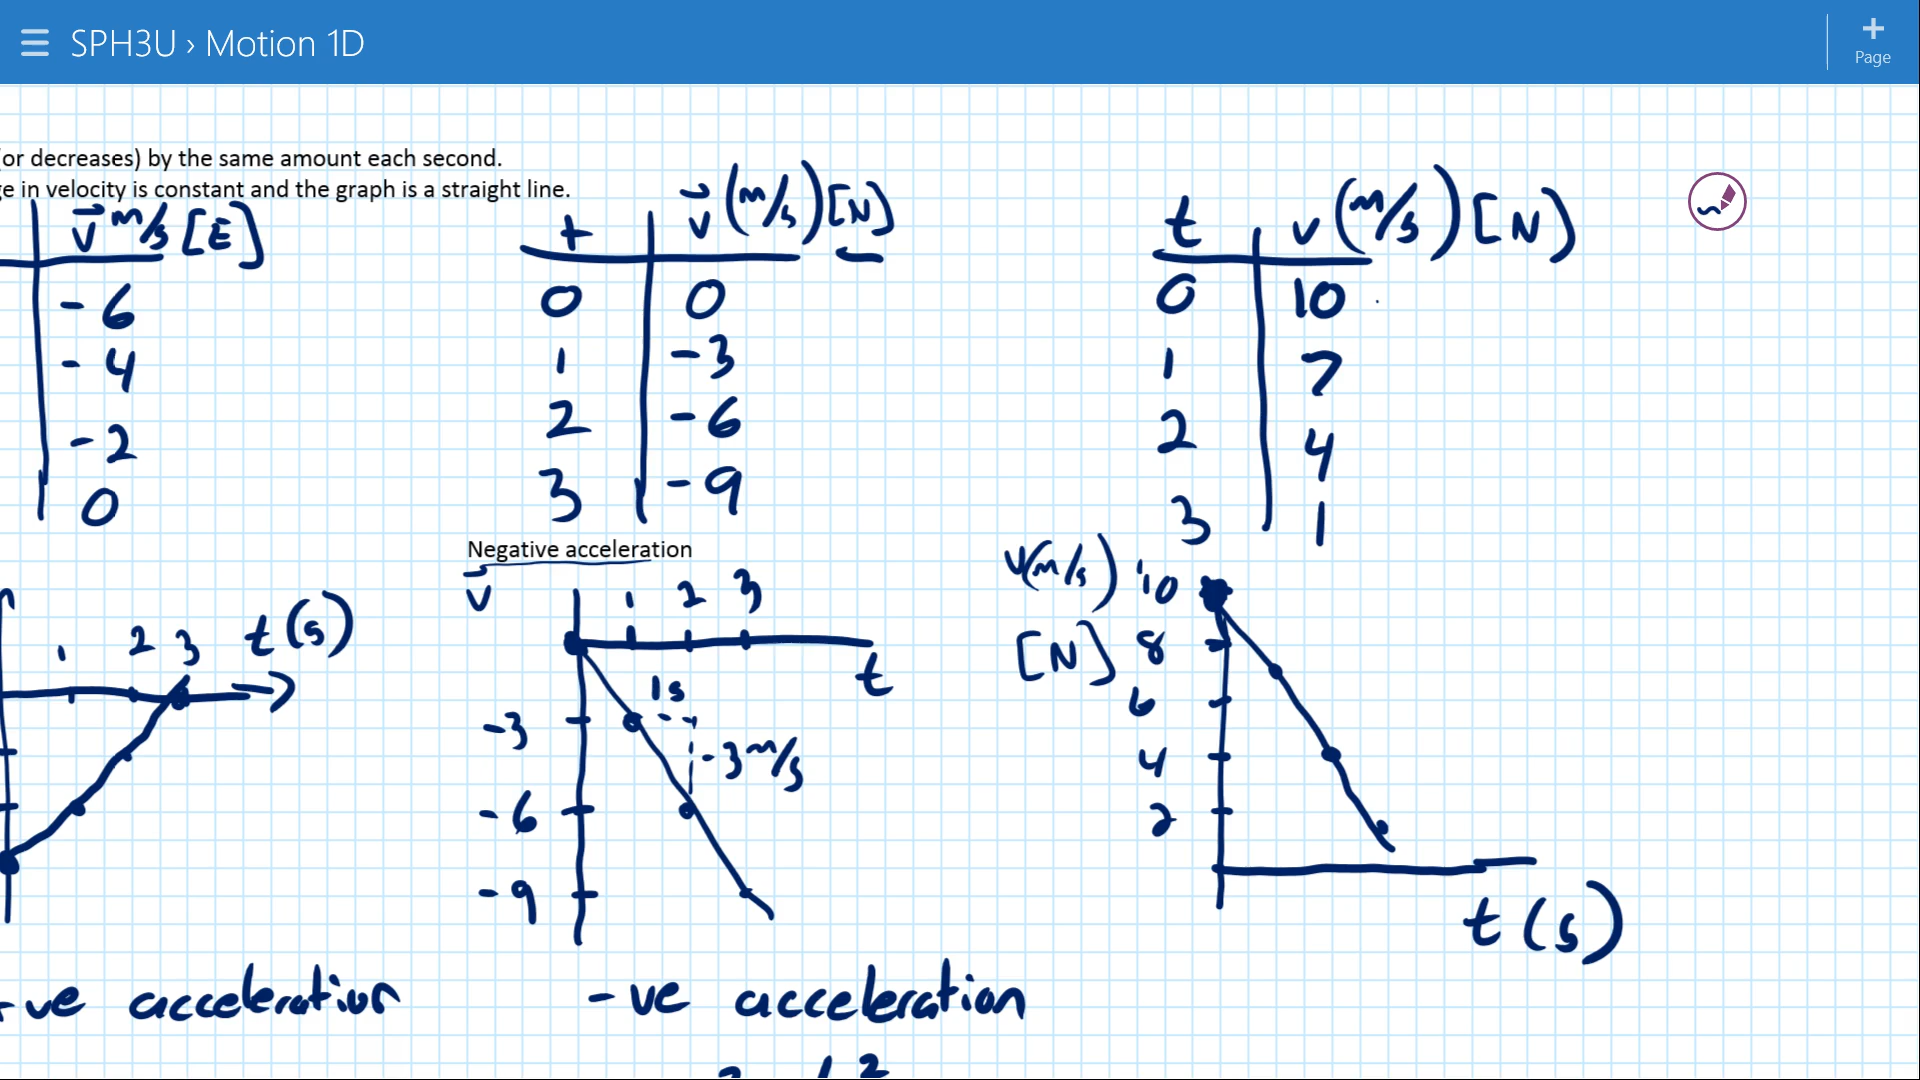 SPH3U › Motion 1D
+
Page
or decreases) by the same amount each second.
e in velocity is constant and the graph is a straight line.
v m/s [E]
-6
-4
-2
0
t v (m/s) [N]
0 0
1 -3
2 -6
3 -9
t v (m/s) [N]
0 10
1 7
2 4
3 1
1 2 3 t(s)
Negative acceleration
v 1 2 3
t
1s
-3 -3 m/s
-6
-9
v(m/s) 10
[N] 8
6
4
2
t(s)
ve acceleration
-ve acceleration